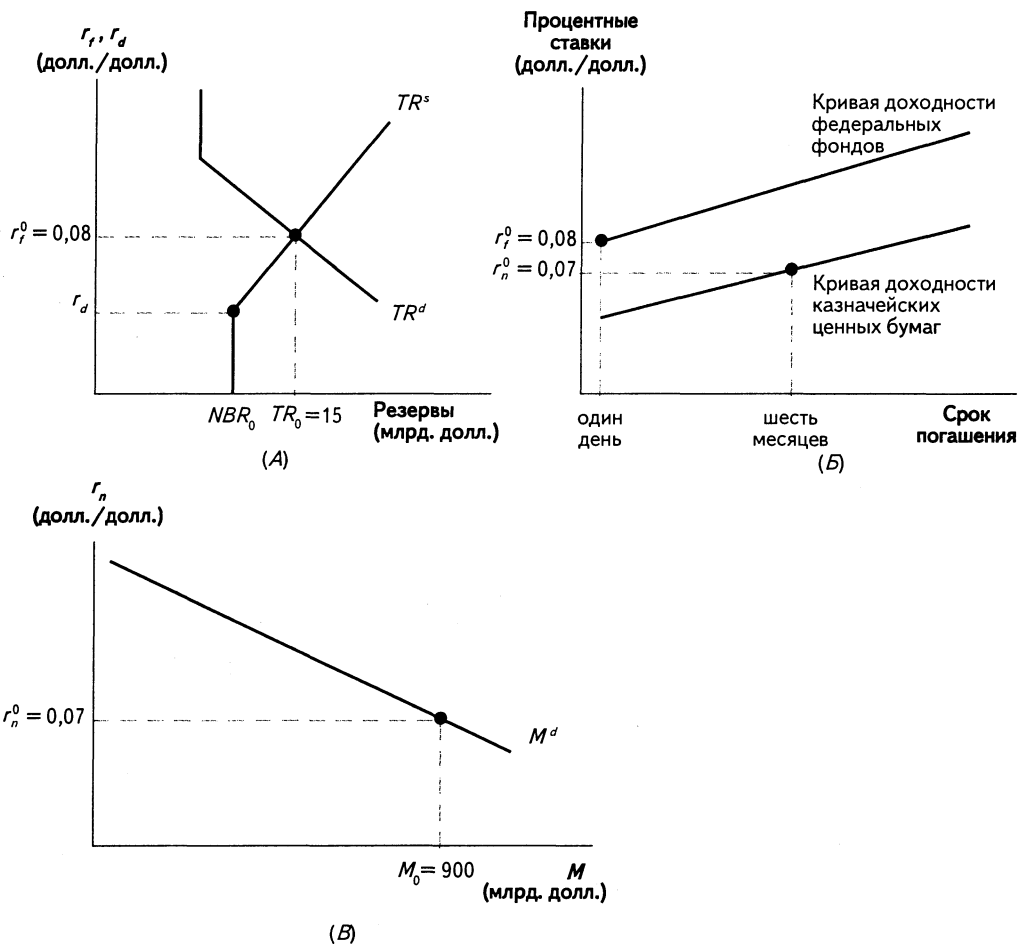 r_f, r_d
(долл./долл.)
TR^s
r_f^0 = 0,08
r_d
TR^d
NBR_0
TR_0 = 15
Резервы
(млрд. долл.)
(А)
Процентные
ставки
(долл./долл.)
Кривая доходности
федеральных
фондов
r_f^0 = 0,08
r_n^0 = 0,07
Кривая доходности
казначейских
ценных бумаг
один
день
шесть
месяцев
Срок
погашения
(Б)
r_n
(долл./долл.)
r_n^0 = 0,07
M^d
M_0 = 900
M
(млрд. долл.)
(В)